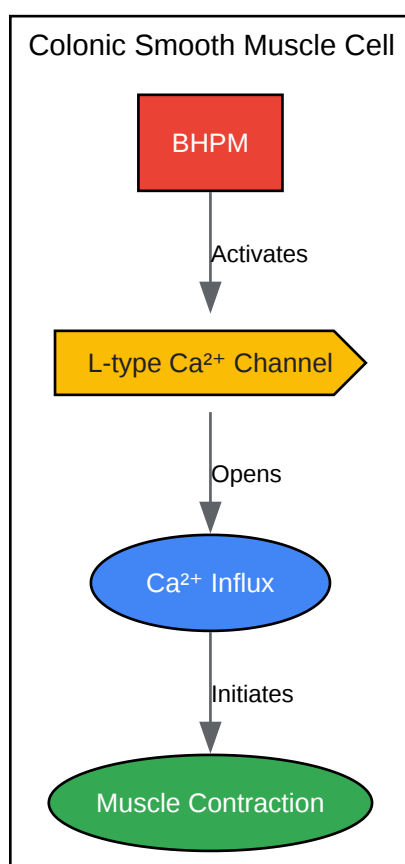 Colonic Smooth Muscle Cell
BHPM
Activates
L-type Ca²⁺ Channel
Opens
Ca²⁺ Influx
Initiates
Muscle Contraction